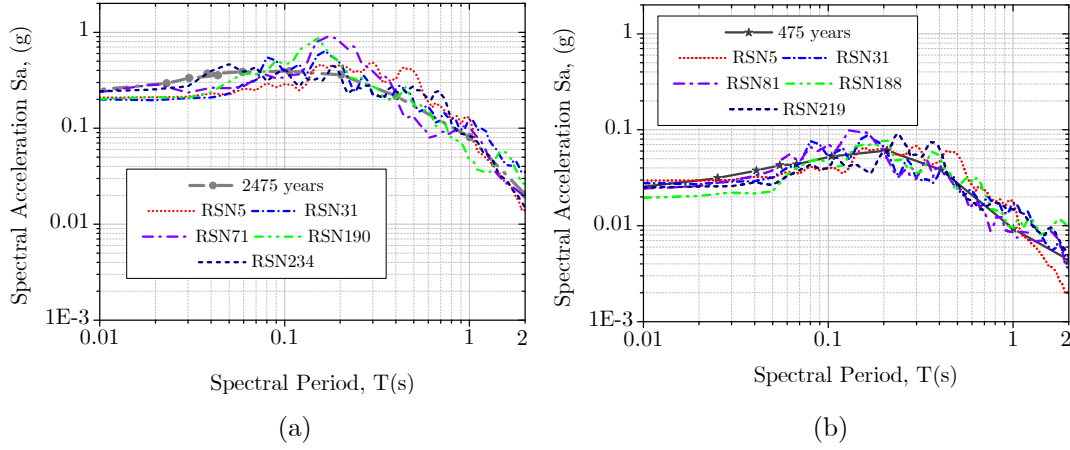 Spectral Acceleration Sa, (g)
1
0.1
0.01
1E-3
2475 years
RSN5 RSN31
RSN71 RSN190
RSN234
0.01 0.1 1 2
Spectral Period, T(s)
(a)
Spectral Acceleration Sa, (g)
1
0.1
0.01
1E-3
475 years
RSN5 RSN31
RSN81 RSN188
RSN219
0.01 0.1 1 2
Spectral Period, T(s)
(b)